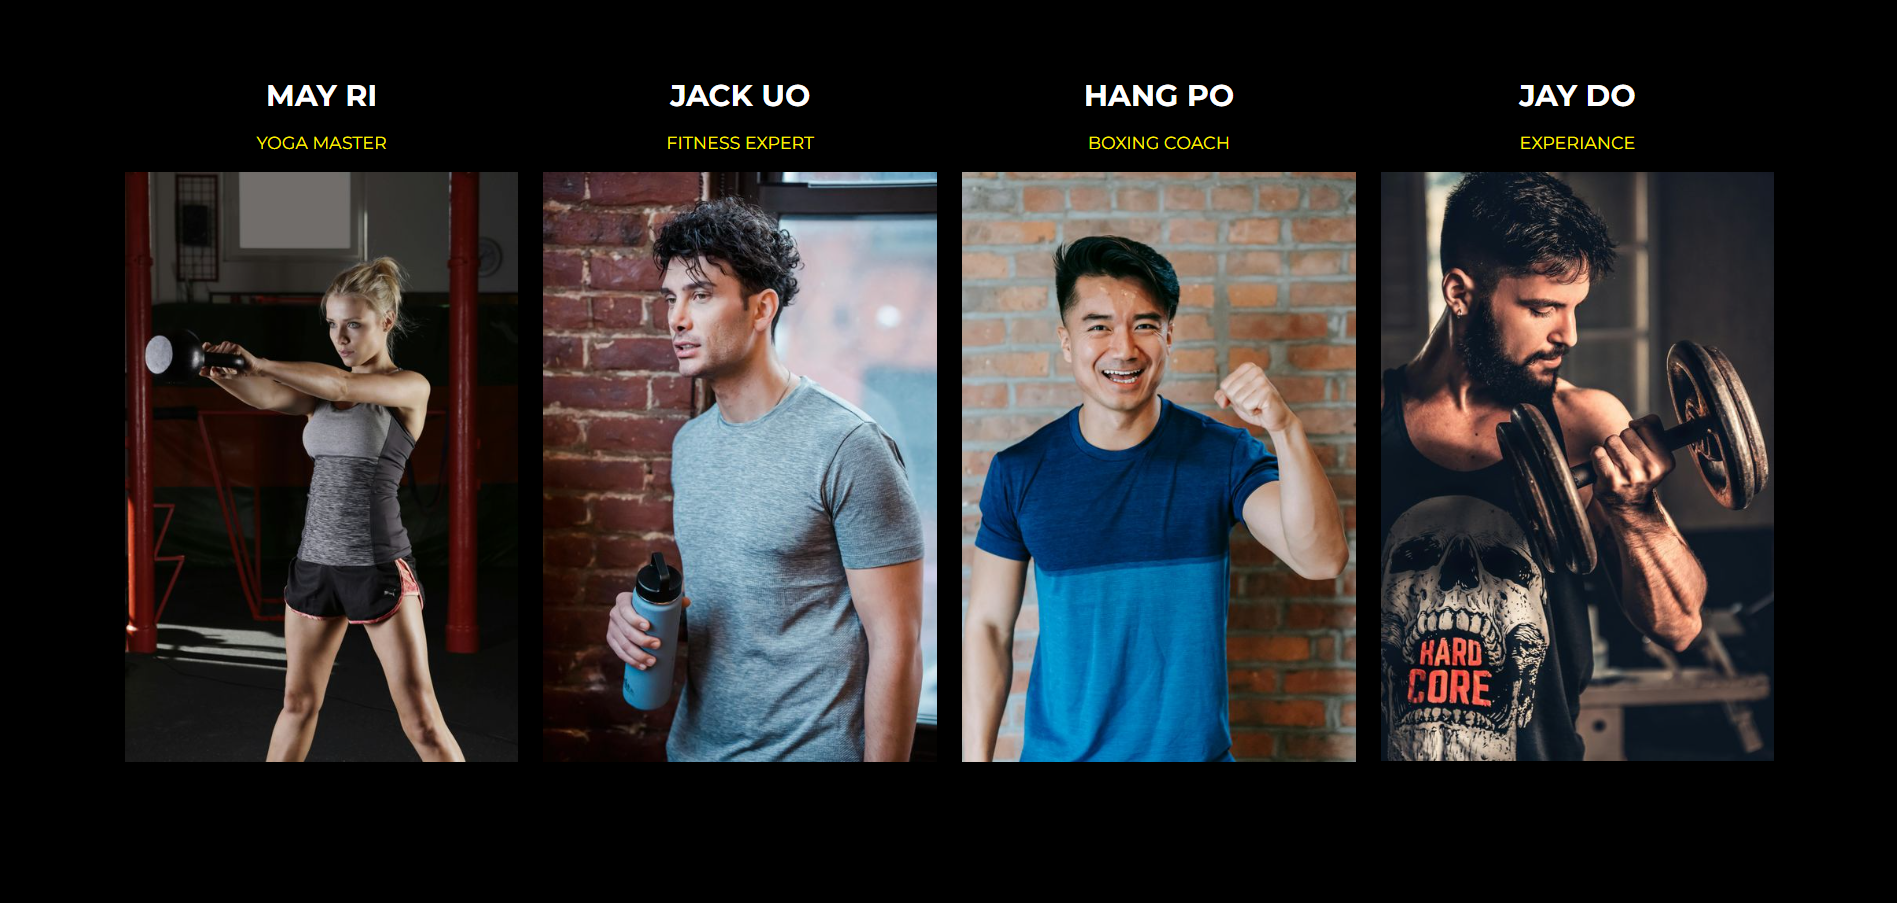 MAY RI
YOGA MASTER
JACK UO
FITNESS EXPERT
HANG PO
BOXING COACH
JAY DO
EXPERIANCE
HARD
CORE